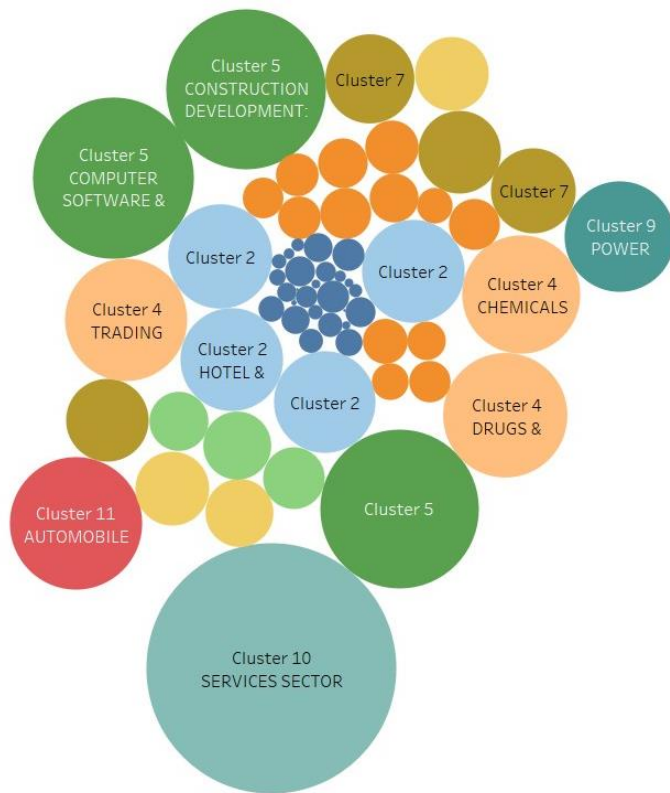 Cluster 5
CONSTRUCTION
DEVELOPMENT:
Cluster 7
Cluster 5
COMPUTER
SOFTWARE &
Cluster 7
Cluster 9
POWER
Cluster 2
Cluster 2
Cluster 4
CHEMICALS
Cluster 4
TRADING
Cluster 2
HOTEL &
Cluster 2
Cluster 4
DRUGS &
Cluster 11
AUTOMOBILE
Cluster 5
Cluster 10
SERVICES SECTOR